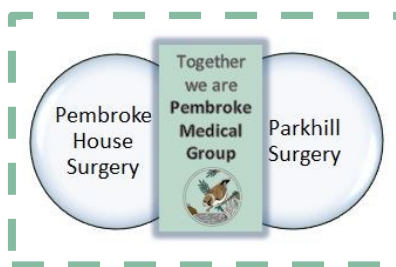 Pembroke
House
Surgery
Together
we are
Pembroke
Medical
Group
Parkhill
Surgery